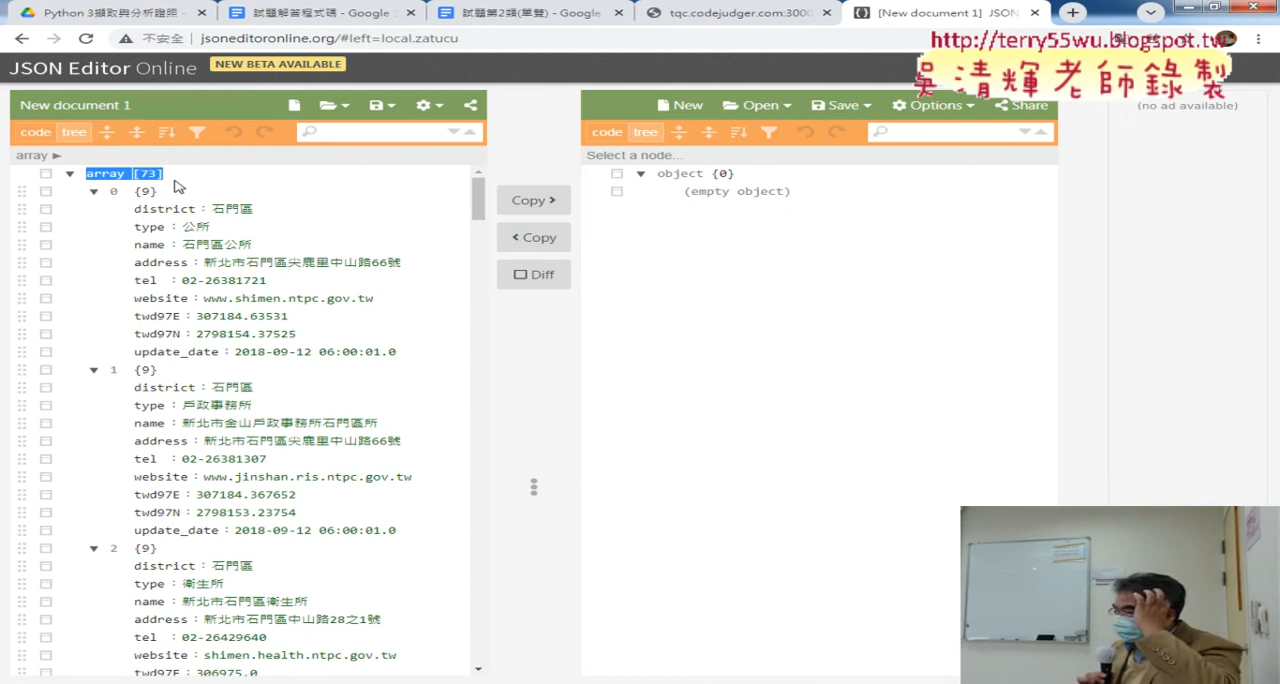 Python 3擷取與分析證照
試題解答程式碼 - Google
試題第2類(單雙) - Google
tqc.codejudger.com:3000
[New document 1] JSON
不安全 | jsoneditoronline.org/#left=local.zatucu
http://terry55wu.blogspot.tw
吳清輝老師錄製
JSON Editor Online
NEW BETA AVAILABLE
New document 1
New Open Save Options Share
(no ad available)
code tree
code tree
array ►
Select a node...
array [73]
object {0}
(empty object)
0 {9}
district : 石門區
type : 公所
name : 石門區公所
address : 新北市石門區尖鹿里中山路66號
tel : 02-26381721
website : www.shimen.ntpc.gov.tw
twd97E : 307184.63531
twd97N : 2798154.37525
update_date : 2018-09-12 06:00:01.0
1 {9}
district : 石門區
type : 戶政事務所
name : 新北市金山戶政事務所石門區所
address : 新北市石門區尖鹿里中山路66號
tel : 02-26381307
website : www.jinshan.ris.ntpc.gov.tw
twd97E : 307184.367652
twd97N : 2798153.23754
update_date : 2018-09-12 06:00:01.0
2 {9}
district : 石門區
type : 衛生所
name : 新北市石門區衛生所
address : 新北市石門區中山路28之1號
tel : 02-26429640
website : shimen.health.ntpc.gov.tw
twd97E : 306975.0
Copy >
< Copy
Diff